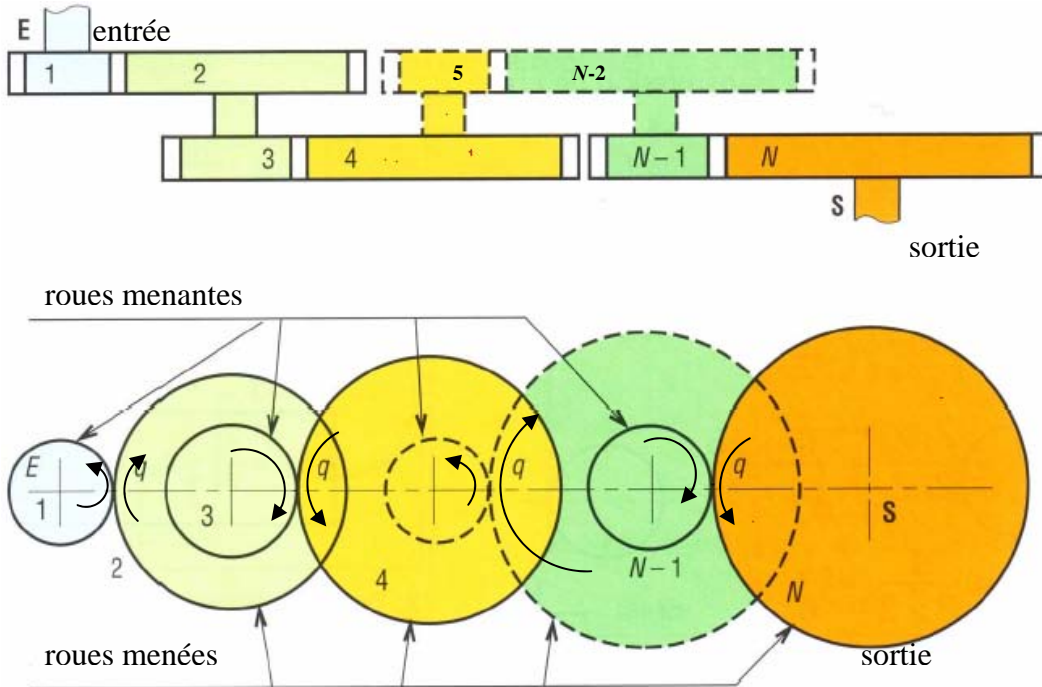 E entrée
1 2 5 N-2
3 4 N-1 N
S
sortie
roues menantes
E q q q q
1 3 S
2 4 N-1 N
roues menées sortie